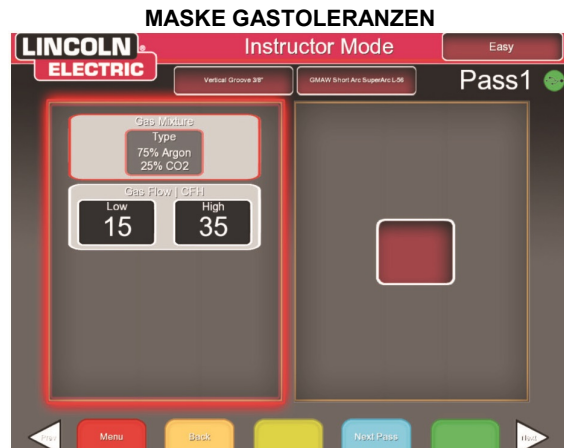 MASKE GASTOLERANZEN
LINCOLN ®
ELECTRIC
Instructor Mode
Easy
Vertical Groove 3/8"
GMAW Short Arc SuperArc L-56
Pass1
Gas Mixture
Type
75% Argon
25% CO2
Gas Flow | CFH
Low
High
15
35
Prev
Menu
Back
Next Pass
Next